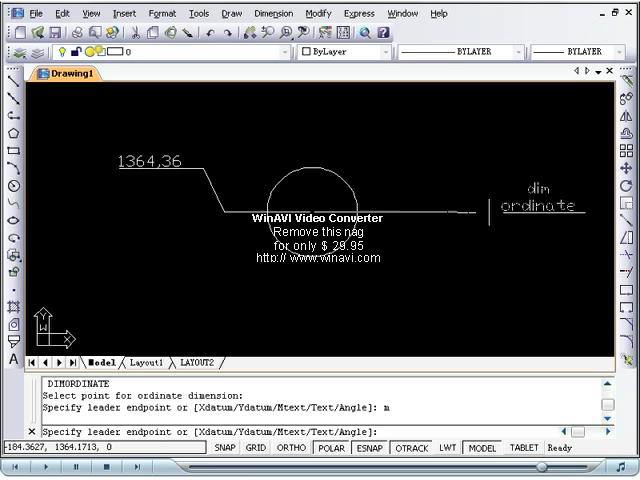 File Edit View Insert Format Tools Draw Dimension Modify Express Window Help
0 ByLayer BYLAYER BYLAYER
Drawing1
1364,36
dim
ordinate
WinAVI Video Converter
Remove this nag
for only $ 29.95
http:// www.winavi.com
Y
W
X
A
Model Layout1 LAYOUT2
DIMORDINATE
Select point for ordinate dimension:
Specify leader endpoint or [Xdatum/Ydatum/Mtext/Text/Angle]: m
Specify leader endpoint or [Xdatum/Ydatum/Mtext/Text/Angle]:
-184.3627, 1364.1713, 0 SNAP GRID ORTHO POLAR ESNAP OTRACK LWT MODEL TABLET Ready